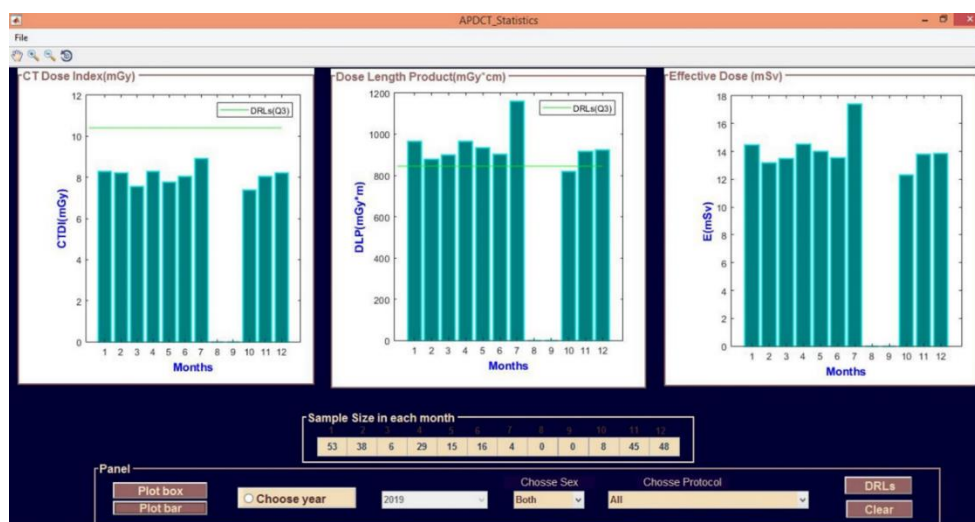 APDCT_Statistics
File
CT Dose Index(mGy)
12
10
8
6
4
2
0
CTDI(mGy)
DRLs(Q3)
1 2 3 4 5 6 7 8 9 10 11 12
Months
Dose Length Product(mGy*cm)
1200
1000
800
600
400
200
0
DLP(mGy*m)
DRLs(Q3)
1 2 3 4 5 6 7 8 9 10 11 12
Months
Effective Dose (mSv)
18
16
14
12
10
8
6
4
2
0
E(mSv)
1 2 3 4 5 6 7 8 9 10 11 12
Months
Sample Size in each month
1 2 3 4 5 6 7 8 9 10 11 12
53 38 6 29 15 16 4 0 0 8 45 48
Panel
Plot box
Plot bar
Choose year
2019
Chosse Sex
Both
Chosse Protocol
All
DRLs
Clear